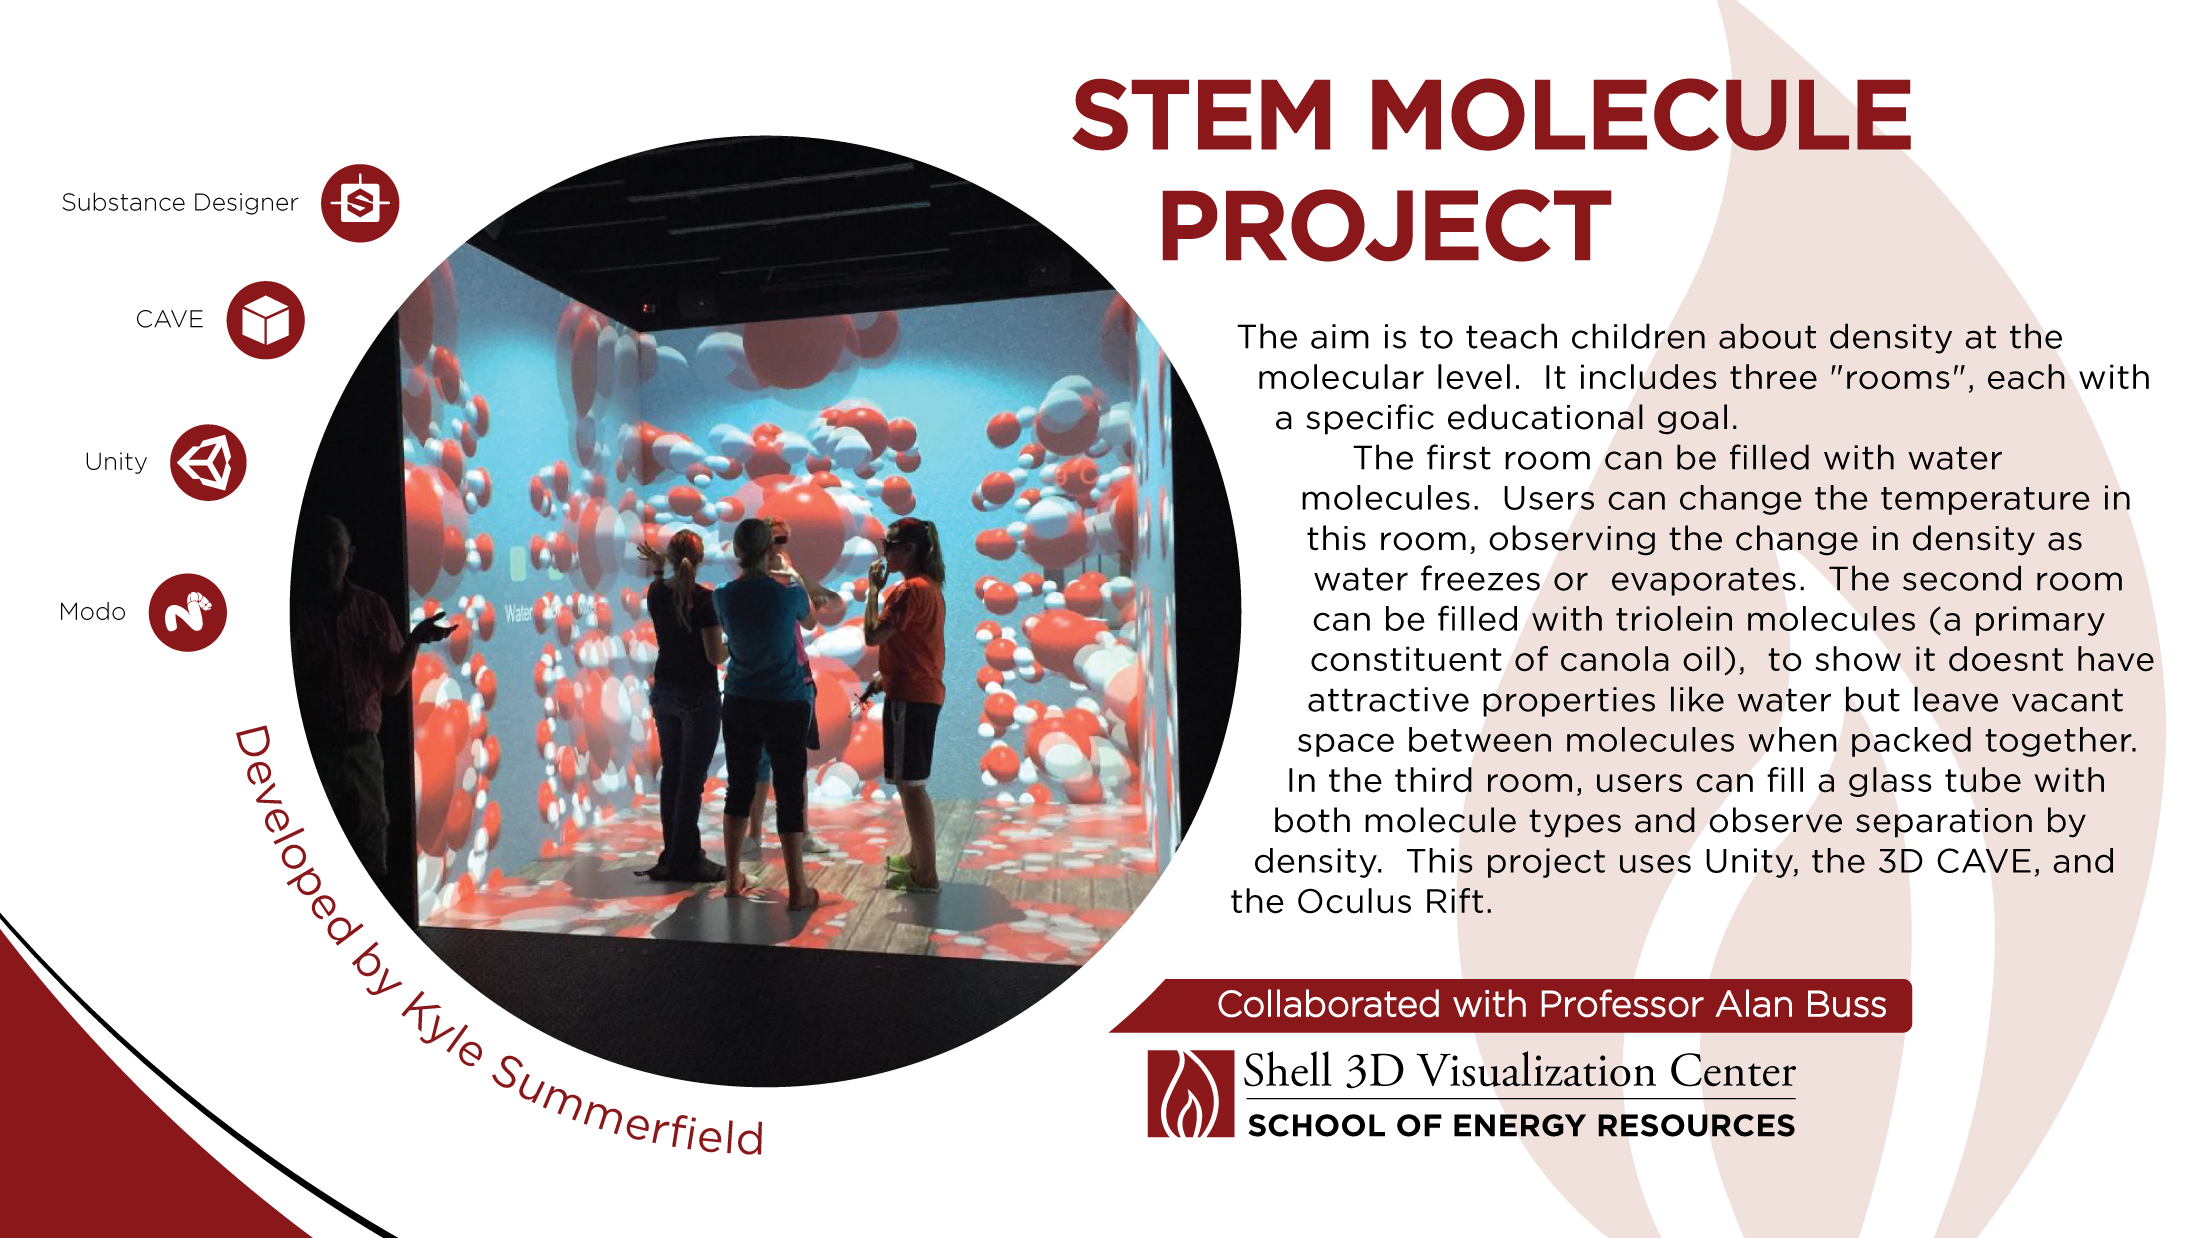 STEM MOLECULE
PROJECT
Substance Designer
CAVE
Unity
Modo
Water
Developed by Kyle Summerfield
The aim is to teach children about density at the
molecular level.  It includes three "rooms", each with
a specific educational goal.
The first room can be filled with water
molecules.  Users can change the temperature in
this room, observing the change in density as
water freezes or  evaporates.  The second room
can be filled with triolein molecules (a primary
constituent of canola oil),  to show it doesnt have
attractive properties like water but leave vacant
space between molecules when packed together.
In the third room, users can fill a glass tube with
both molecule types and observe separation by
density.  This project uses Unity, the 3D CAVE, and
the Oculus Rift.
Collaborated with Professor Alan Buss
Shell 3D Visualization Center
SCHOOL OF ENERGY RESOURCES